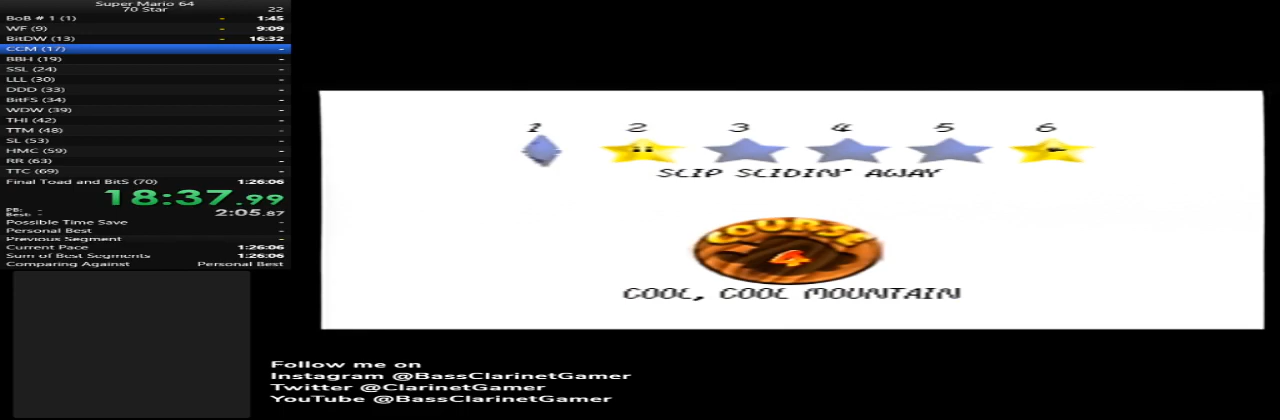 Super Mario 64
70 Star 22
BoB # 1 (1) - 1:45
WF (9) - 9:09
BitDW (13) - 16:32
CCM (17) -
BBH (19) -
SSL (24) -
LLL (30) -
DDD (33) -
BitFS (34) -
WDW (39) -
THI (42) -
TTM (48) -
SL (53) -
HMC (59) -
RR (63) -
TTC (69) -
Final Toad and BitS (70) 1:26:06
18:37.99
PB: -
Best: - 2:05.87
Possible Time Save -
Personal Best -
Previous Segment -
Current Pace 1:26:06
Sum of Best Segments 1:26:06
Comparing Against Personal Best
1 2 3 4 5 6
SLIP SLIDIN' AWAY
COURSE
4
COOL, COOL MOUNTAIN
Follow me on
Instagram @BassClarinetGamer
Twitter @ClarinetGamer
YouTube @BassClarinetGamer